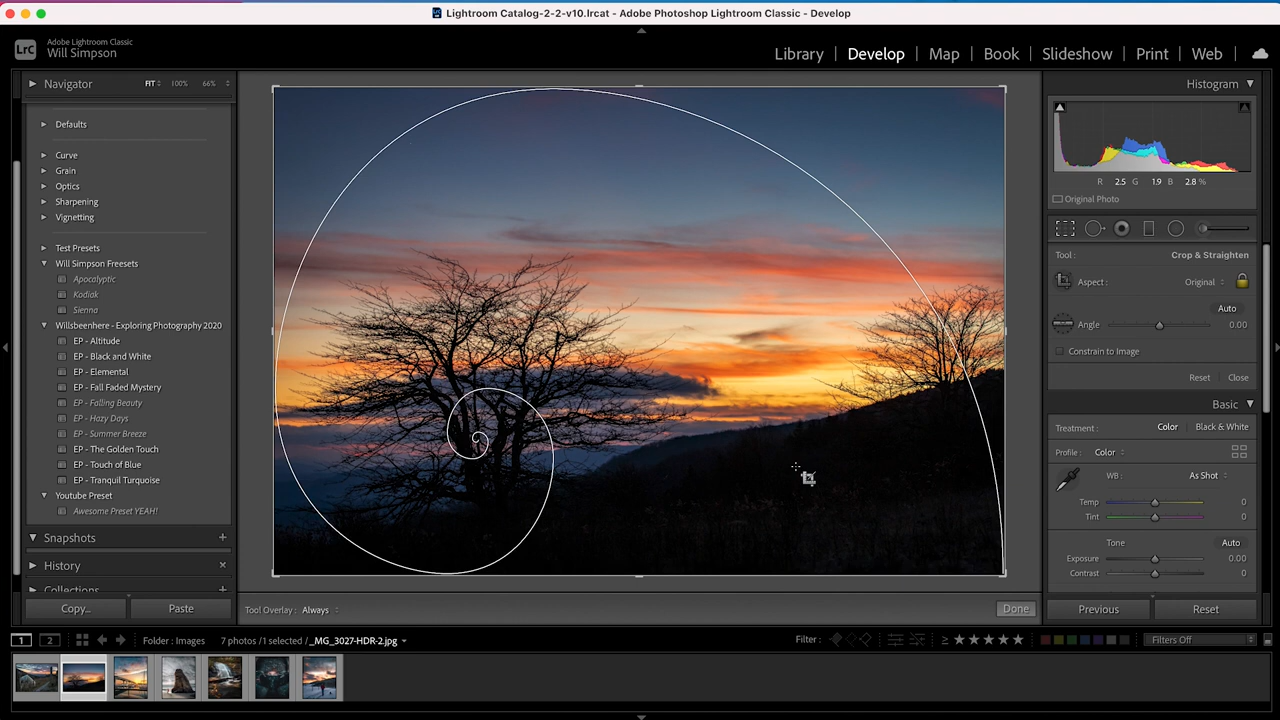 Lightroom Catalog-2-2-v10.lrcat - Adobe Photoshop Lightroom Classic - Develop
LrC
Adobe Lightroom Classic
Will Simpson
Library | Develop | Map | Book | Slideshow | Print | Web
Navigator FIT 100% 66%
Defaults
Curve
Grain
Optics
Sharpening
Vignetting
Test Presets
Will Simpson Freesets
Apocalyptic
Kodiak
Sienna
Willsbeenhere - Exploring Photography 2020
EP - Altitude
EP - Black and White
EP - Elemental
EP - Fall Faded Mystery
EP - Falling Beauty
EP - Hazy Days
EP - Summer Breeze
EP - The Golden Touch
EP - Touch of Blue
EP - Tranquil Turquoise
Youtube Preset
Awesome Preset YEAH!
Snapshots +
History ×
Collections +
Copy... Paste
Tool Overlay: Always
Done
Histogram
R 2.5 G 1.9 B 2.8 %
Original Photo
Tool: Crop & Straighten
Aspect: Original
Auto
Angle 0.00
Constrain to Image
Reset Close
Basic
Treatment: Color Black & White
Profile: Color
WB: As Shot
Temp 0
Tint 0
Tone Auto
Exposure 0.00
Contrast 0
Previous Reset
1 2 Folder: Images 7 photos /1 selected /_MG_3027-HDR-2.jpg Filter: ≥ ★★★★★ Filters Off